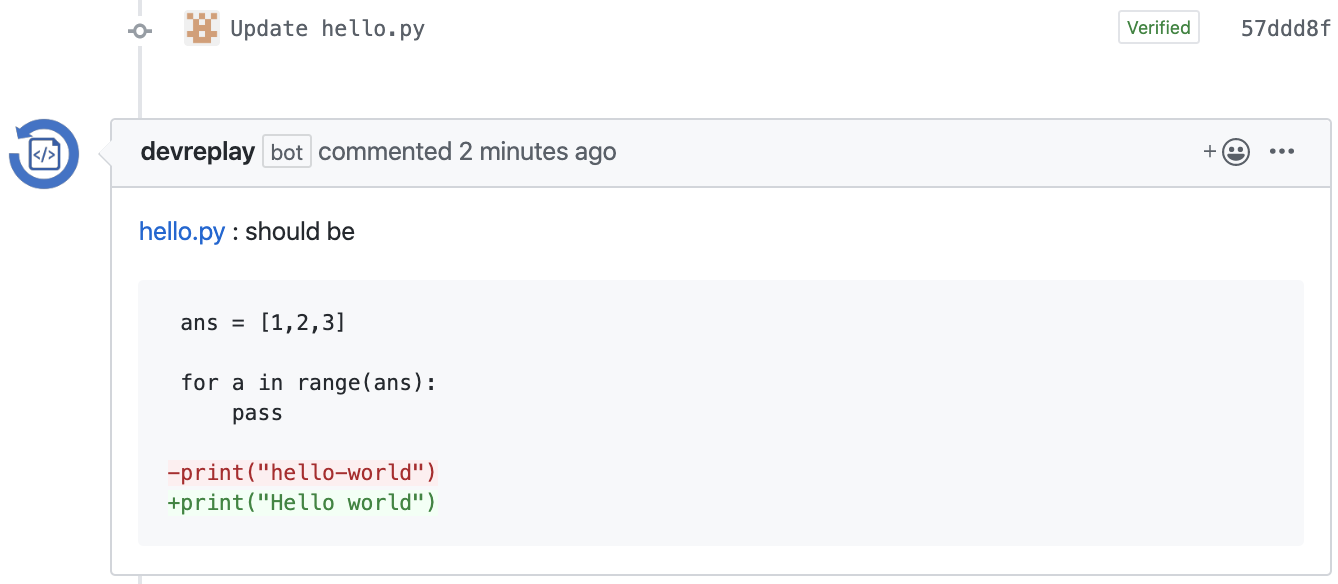 Update hello.py Verified 57ddd8f
devreplay bot commented 2 minutes ago
hello.py : should be
ans = [1,2,3]
for a in range(ans):
    pass
-print("hello-world")
+print("Hello world")